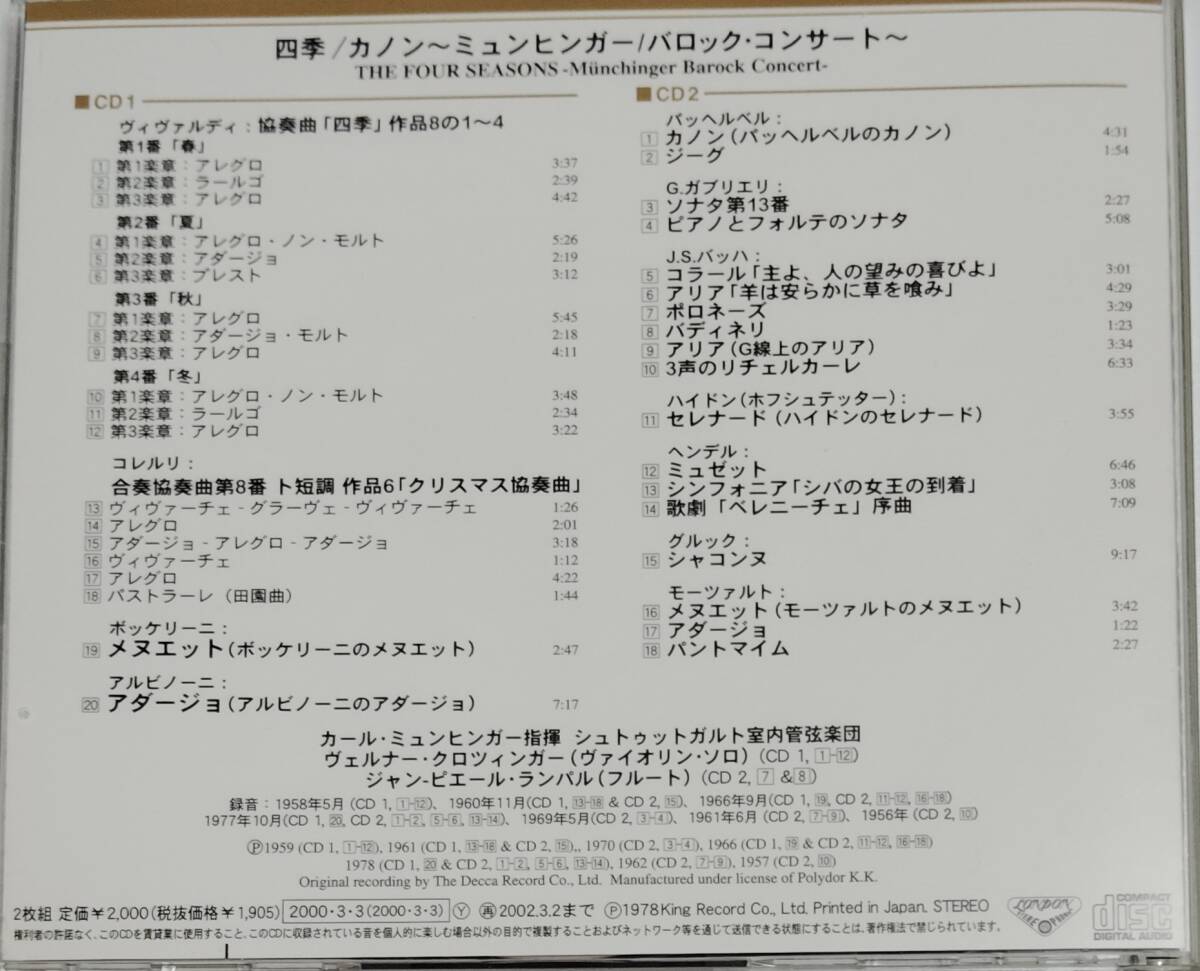 四季/カノン〜ミュンヒンガー/バロック・コンサート〜
THE FOUR SEASONS -Münchinger Barock Concert-
■CD1
ヴィヴァルディ：協奏曲「四季」作品8の1〜4
第1番「春」
1 第1楽章：アレグロ 3:37
2 第2楽章：ラールゴ 2:39
3 第3楽章：アレグロ 4:42
第2番「夏」
4 第1楽章：アレグロ・ノン・モルト 5:26
5 第2楽章：アダージョ 2:19
6 第3楽章：プレスト 3:12
第3番「秋」
7 第1楽章：アレグロ 5:45
8 第2楽章：アダージョ・モルト 2:18
9 第3楽章：アレグロ 4:11
第4番「冬」
10 第1楽章：アレグロ・ノン・モルト 3:48
11 第2楽章：ラールゴ 2:34
12 第3楽章：アレグロ 3:22
コレルリ：
合奏協奏曲第8番 ト短調 作品6「クリスマス協奏曲」
13 ヴィヴァーチェ - グラーヴェ - ヴィヴァーチェ 1:26
14 アレグロ 2:01
15 アダージョ - アレグロ - アダージョ 3:18
16 ヴィヴァーチェ 1:12
17 アレグロ 4:22
18 パストラーレ（田園曲） 1:44
ボッケリーニ：
19 メヌエット（ボッケリーニのメヌエット） 2:47
アルビノーニ：
20 アダージョ（アルビノーニのアダージョ） 7:17
■CD2
パッヘルベル：
1 カノン（パッヘルベルのカノン） 4:31
2 ジーグ 1:54
G.ガブリエリ：
3 ソナタ第13番 2:27
4 ピアノとフォルテのソナタ 5:08
J.S.バッハ：
5 コラール「主よ、人の望みの喜びよ」 3:01
6 アリア「羊は安らかに草を喰み」 4:29
7 ポロネーズ 3:29
8 バディネリ 1:23
9 アリア（G線上のアリア） 3:34
10 3声のリチェルカーレ 6:33
ハイドン（ホフシュテッター）：
11 セレナード（ハイドンのセレナード） 3:55
ヘンデル：
12 ミュゼット 6:46
13 シンフォニア「シバの女王の到着」 3:08
14 歌劇「ベレニーチェ」序曲 7:09
グルック：
15 シャコンヌ 9:17
モーツァルト：
16 メヌエット（モーツァルトのメヌエット） 3:42
17 アダージョ 1:22
18 パントマイム 2:27
カール・ミュンヒンガー指揮 シュトゥットガルト室内管弦楽団
ヴェルナー・クロツィンガー（ヴァイオリン・ソロ）(CD 1, 1-12)
ジャン-ピエール・ランパル（フルート）(CD 2, 7 & 8)
録音：1958年5月 (CD 1, 1-12)、1960年11月(CD 1, 13-18 & CD 2, 15)、1966年9月(CD 1, 19, CD 2, 11-12, 16-18)
1977年10月(CD 1, 20, CD 2, 1-2, 5-6, 13-14)、1969年5月(CD 2, 3-4)、1961年6月 (CD 2, 7-9)、1956年 (CD 2, 10)
Ⓟ1959 (CD 1, 1-12), 1961 (CD 1, 13-18 & CD 2, 15),, 1970 (CD 2, 3-4), 1966 (CD 1, 19 & CD 2, 11-12, 16-18)
1978 (CD 1, 20 & CD 2, 1-2, 5-6, 13-14), 1962 (CD 2, 7-9), 1957 (CD 2, 10)
Original recording by The Decca Record Co., Ltd. Manufactured under license of Polydor K.K.
2枚組 定価￥2,000(税抜価格￥1,905) 2000・3・3(2000・3・3) Ⓨ 再 2002.3.2まで Ⓟ1978King Record Co., Ltd. Printed in Japan. STEREO
権利者の許諾なく、このCDを賃貸業に使用すること、このCDに収録されている音を個人的に楽しむ場合以外の目的で複製することおよびネットワーク等を通じて送信できる状態にすることは、著作権法で禁じられています。
LONDON
COMPACT
disc
DIGITAL AUDIO